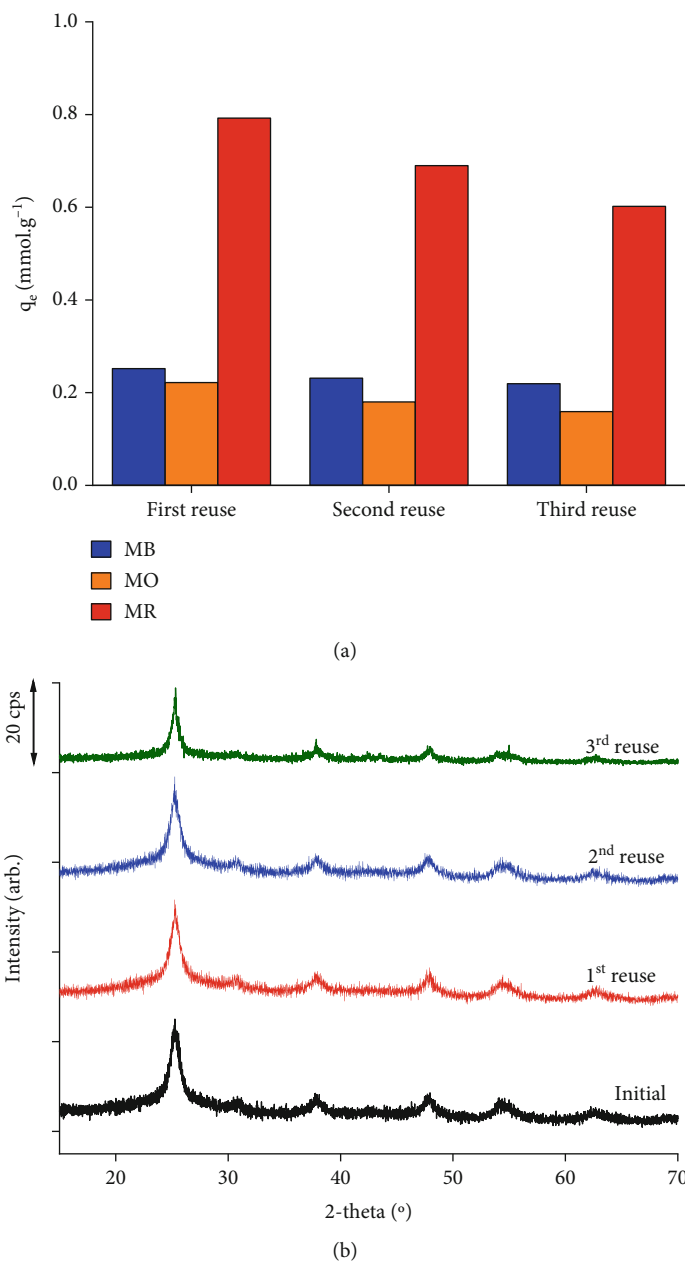 1.0
0.8
0.6
0.4
0.2
0.0
qe (mmol.g⁻¹)
First reuse Second reuse Third reuse
MB
MO
MR
(a)
20 cps
Intensity (arb.)
3rd reuse
2nd reuse
1st reuse
Initial
20 30 40 50 60 70
2-theta (º)
(b)